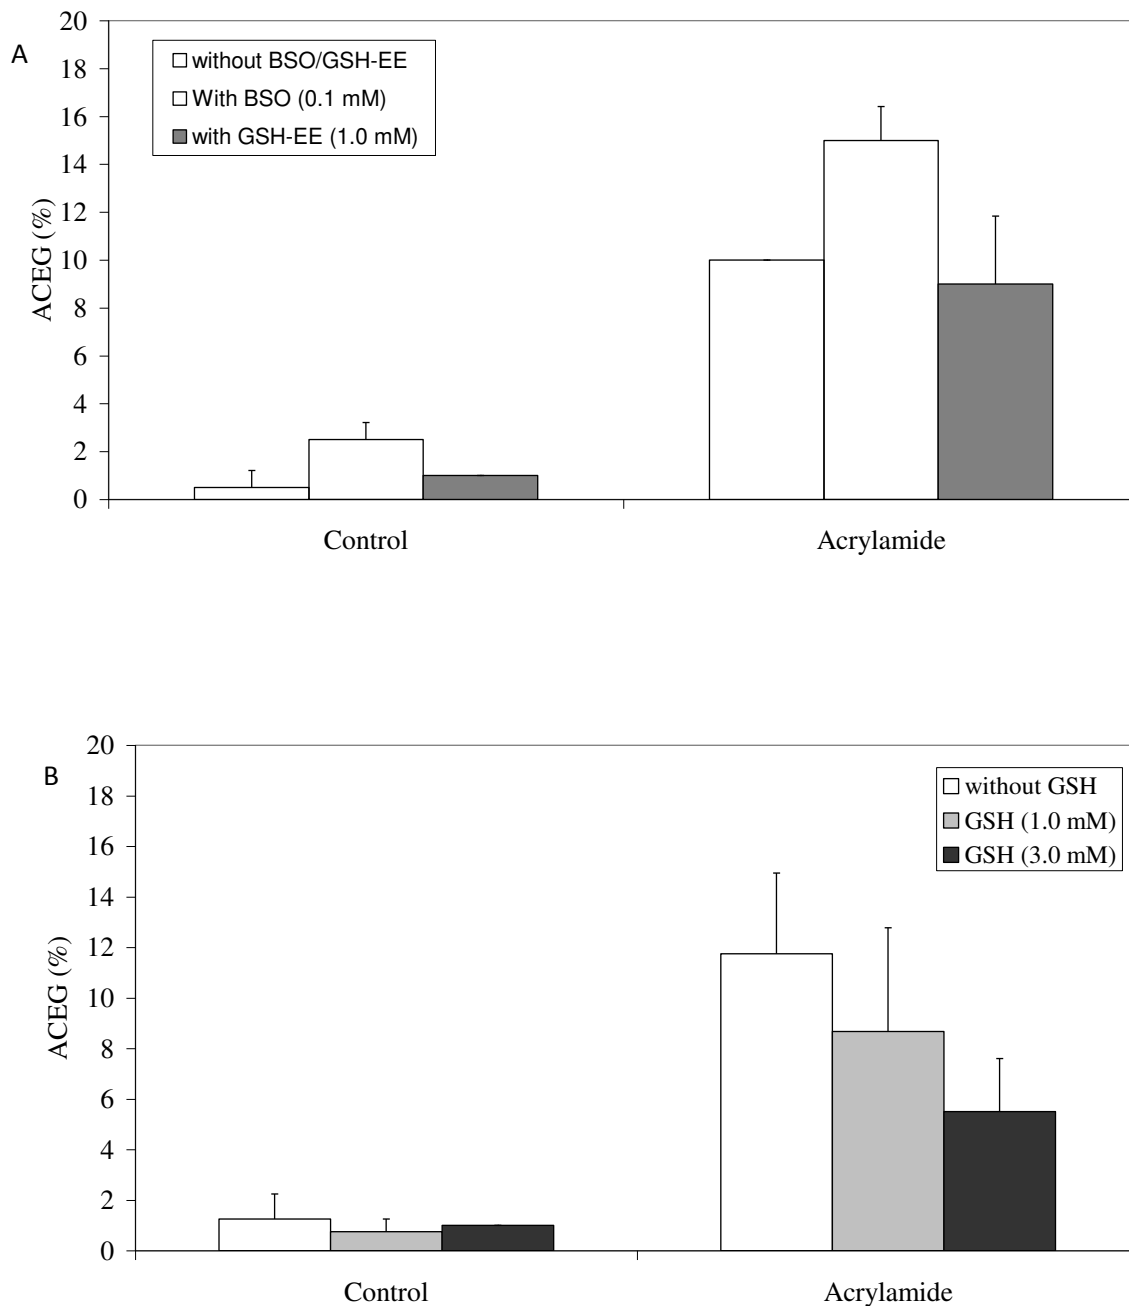 A
without BSO/GSH-EE
With BSO (0.1 mM)
with GSH-EE (1.0 mM)
ACEG (%)
20
18
16
14
12
10
8
6
4
2
0
Control Acrylamide
B
without GSH
GSH (1.0 mM)
GSH (3.0 mM)
ACEG (%)
20
18
16
14
12
10
8
6
4
2
0
Control Acrylamide